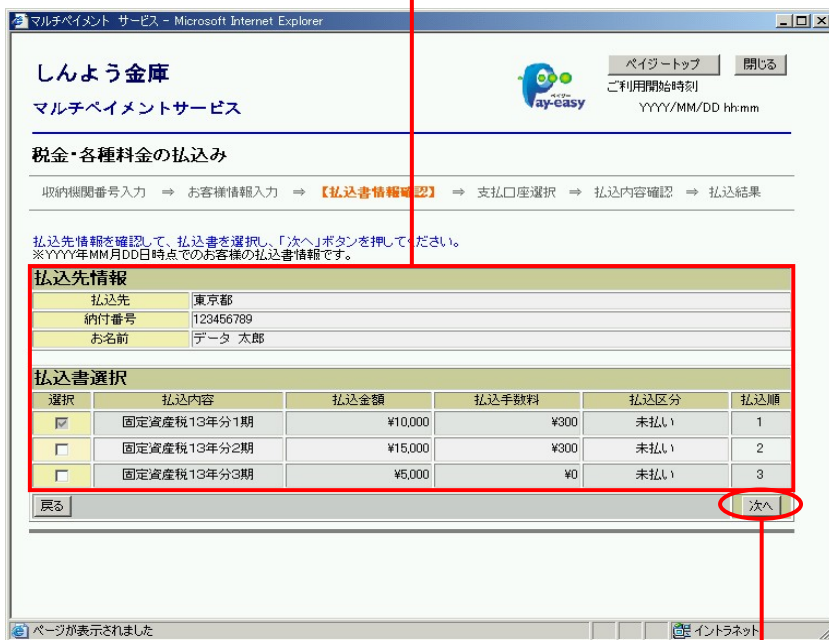 マルチペイメント サービス - Microsoft Internet Explorer
しんよう金庫
マルチペイメントサービス
ペイジー
Pay-easy
ペイジートップ 閉じる
ご利用開始時刻
YYYY/MM/DD hh:mm
税金・各種料金の払込み
収納機関番号入力 ⇒ お客様情報入力 ⇒ 【払込書情報確認】 ⇒ 支払口座選択 ⇒ 払込内容確認 ⇒ 払込結果
払込先情報を確認して、払込書を選択し、「次へ」ボタンを押してください。
※YYYY年MM月DD日時点でのお客様の払込書情報です。
払込先情報
払込先 東京都
納付番号 123456789
お名前 データ 太郎
払込書選択
選択 払込内容 払込金額 払込手数料 払込区分 払込順
固定資産税13年分1期 ¥10,000 ¥300 未払い 1
固定資産税13年分2期 ¥15,000 ¥300 未払い 2
固定資産税13年分3期 ¥5,000 ¥0 未払い 3
戻る 次へ
ページが表示されました イントラネット